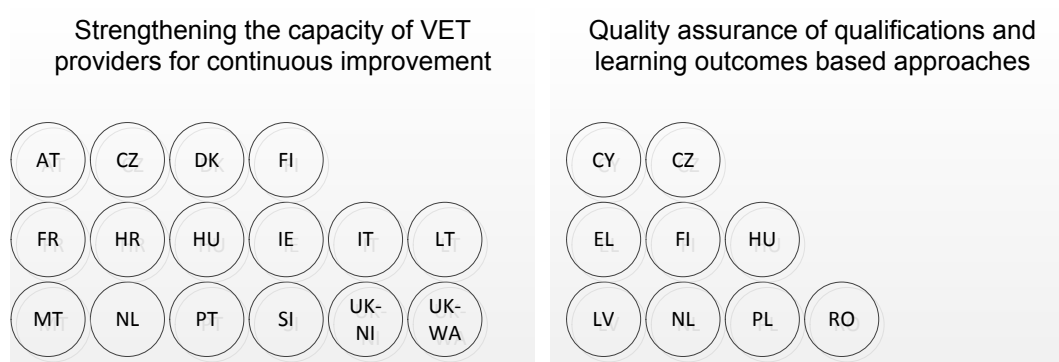 Strengthening the capacity of VET
providers for continuous improvement
AT CZ DK FI
FR HR HU IE IT LT
MT NL PT SI UK-NI UK-WA
Quality assurance of qualifications and
learning outcomes based approaches
CY CZ
EL FI HU
LV NL PL RO